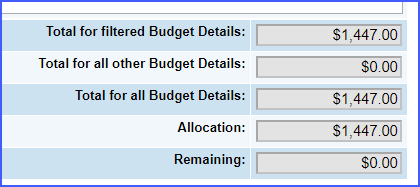 Total for filtered Budget Details: $1,447.00
Total for all other Budget Details: $0.00
Total for all Budget Details: $1,447.00
Allocation: $1,447.00
Remaining: $0.00